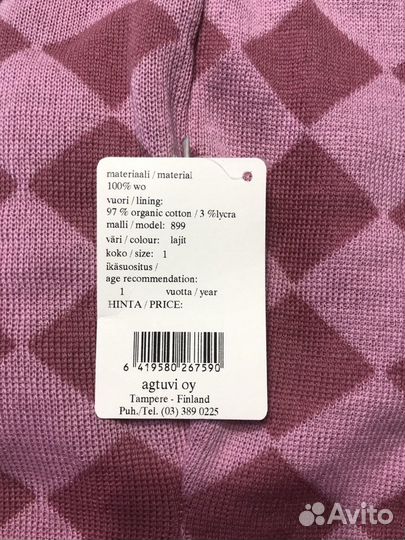 materiaali / material
100% wo
vuori / lining:
97 % organic cotton / 3 %lycra
malli / model: 899
väri / colour: lajit
koko / size: 1
ikäsuositus /
age recommendation:
1 vuotta / year
HINTA / PRICE:
6 419580 267590
agtuvi oy
Tampere - Finland
Puh./Tel. (03) 389 0225
Avito